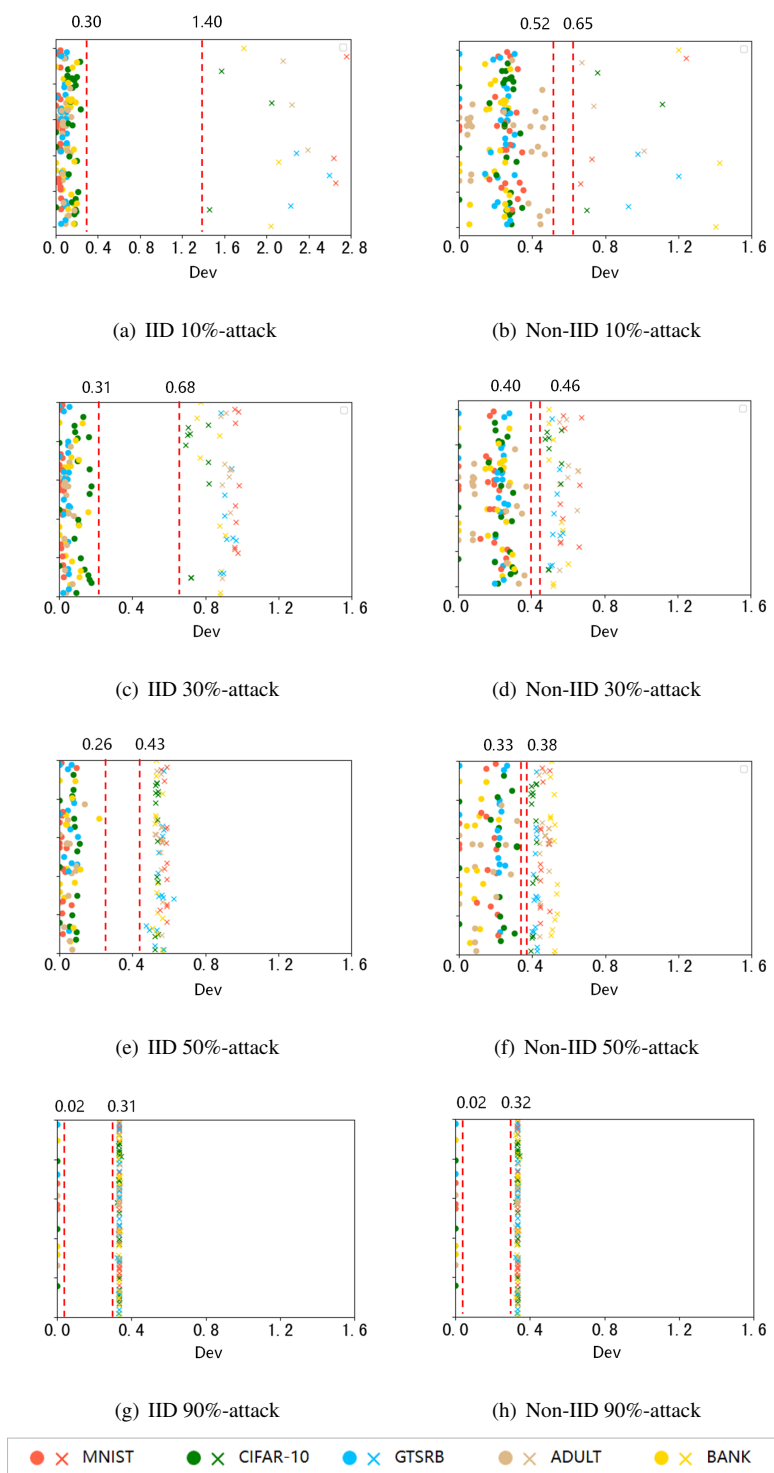 0.30 1.40 0.52 0.65
0.0 0.4 0.8 1.2 1.6 2.0 2.4 2.8 0.0 0.4 0.8 1.2 1.6
Dev Dev
(a) IID 10%-attack (b) Non-IID 10%-attack
0.31 0.68 0.40 0.46
0.0 0.4 0.8 1.2 1.6 0.0 0.4 0.8 1.2 1.6
Dev Dev
(c) IID 30%-attack (d) Non-IID 30%-attack
0.26 0.43 0.33 0.38
0.0 0.4 0.8 1.2 1.6 0.0 0.4 0.8 1.2 1.6
Dev Dev
(e) IID 50%-attack (f) Non-IID 50%-attack
0.02 0.31 0.02 0.32
0.0 0.4 0.8 1.2 1.6 0.0 0.4 0.8 1.2 1.6
Dev Dev
(g) IID 90%-attack (h) Non-IID 90%-attack
MNIST CIFAR-10 GTSRB ADULT BANK